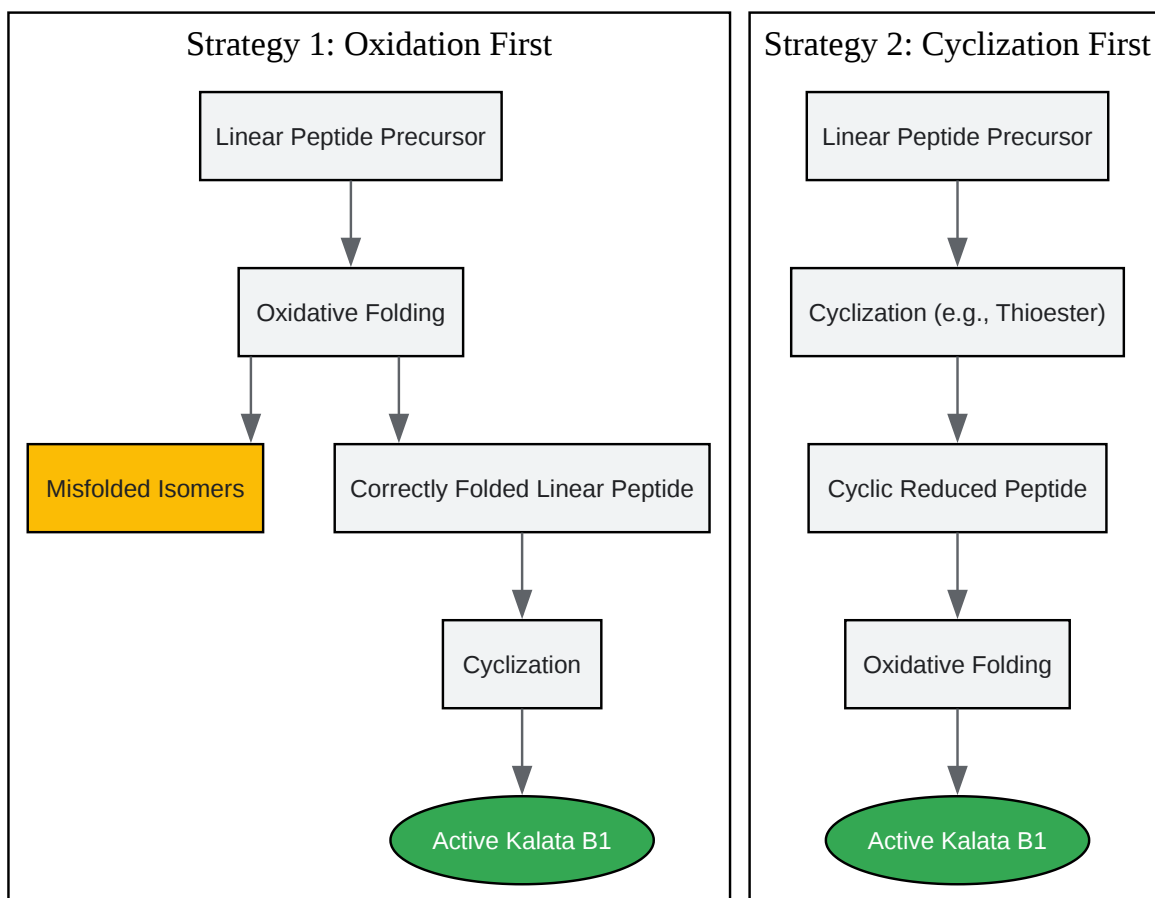 Strategy 1: Oxidation First
Linear Peptide Precursor
Oxidative Folding
Misfolded Isomers
Correctly Folded Linear Peptide
Cyclization
Active Kalata B1
Strategy 2: Cyclization First
Linear Peptide Precursor
Cyclization (e.g., Thioester)
Cyclic Reduced Peptide
Oxidative Folding
Active Kalata B1